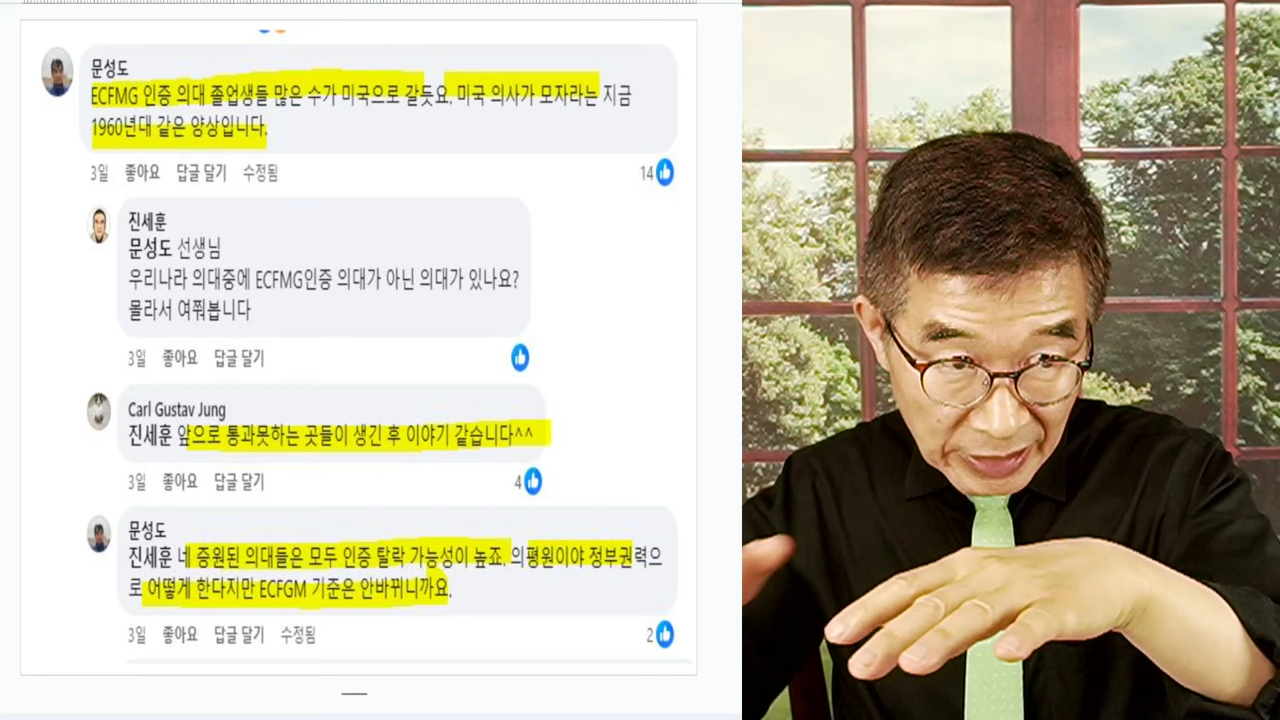 문성도
ECFMG 인증 의대 졸업생들 많은 수가 미국으로 갈듯요. 미국 의사가 모자라는 지금
1960년대 같은 양상입니다.
3일 좋아요 답글 달기 수정됨 14
진세훈
문성도 선생님
우리나라 의대중에 ECFMG인증 의대가 아닌 의대가 있나요?
몰라서 여쭤봅니다
3일 좋아요 답글 달기
Carl Gustav Jung
진세훈 앞으로 통과못하는 곳들이 생긴 후 이야기 같습니다^^
3일 좋아요 답글 달기 4
문성도
진세훈 네 증원된 의대들은 모두 인증 탈락 가능성이 높죠. 의평원이야 정부권력으
로 어떻게 한다지만 ECFGM 기준은 안바뀌니까요.
3일 좋아요 답글 달기 수정됨 2